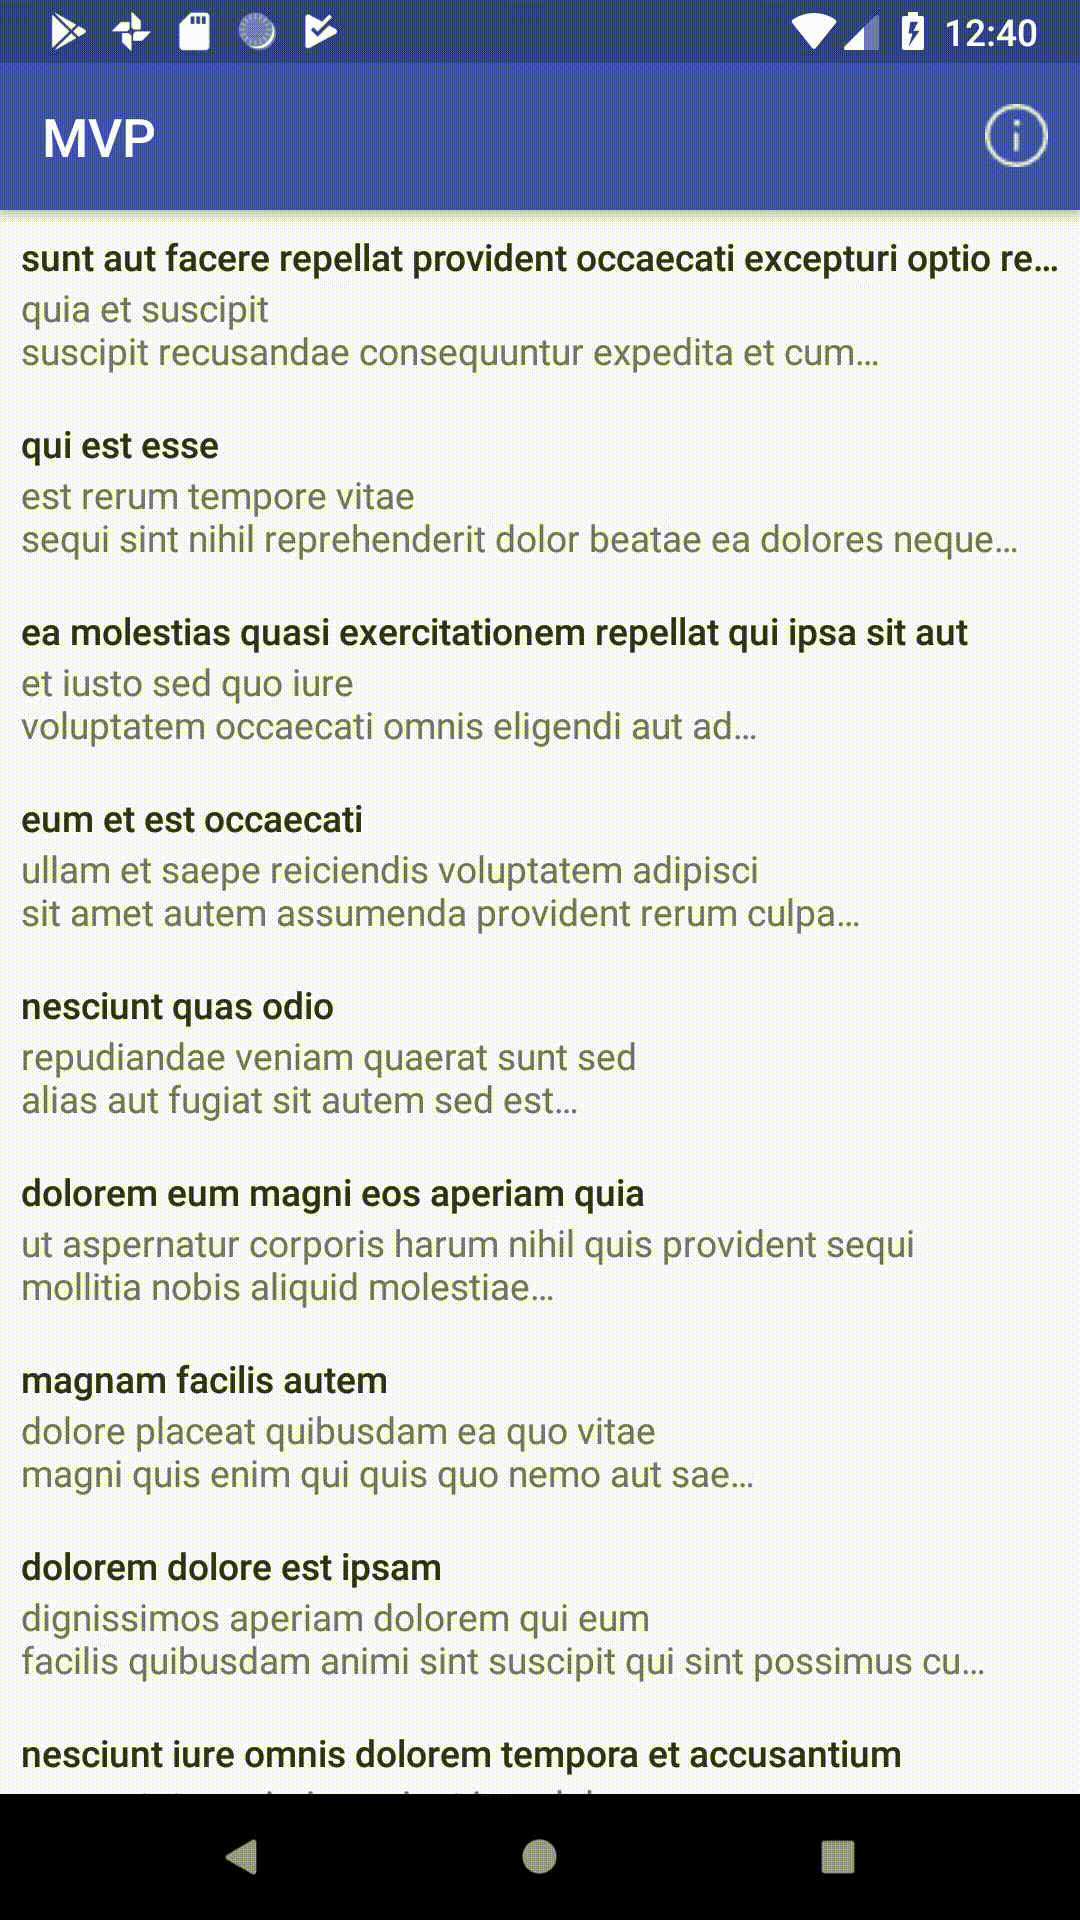 12:40
MVP
sunt aut facere repellat provident occaecati excepturi optio re...
quia et suscipit
suscipit recusandae consequuntur expedita et cum...
qui est esse
est rerum tempore vitae
sequi sint nihil reprehenderit dolor beatae ea dolores neque...
ea molestias quasi exercitationem repellat qui ipsa sit aut
et iusto sed quo iure
voluptatem occaecati omnis eligendi aut ad...
eum et est occaecati
ullam et saepe reiciendis voluptatem adipisci
sit amet autem assumenda provident rerum culpa...
nesciunt quas odio
repudiandae veniam quaerat sunt sed
alias aut fugiat sit autem sed est...
dolorem eum magni eos aperiam quia
ut aspernatur corporis harum nihil quis provident sequi
mollitia nobis aliquid molestiae...
magnam facilis autem
dolore placeat quibusdam ea quo vitae
magni quis enim qui quis quo nemo aut sae...
dolorem dolore est ipsam
dignissimos aperiam dolorem qui eum
facilis quibusdam animi sint suscipit qui sint possimus cu...
nesciunt iure omnis dolorem tempora et accusantium